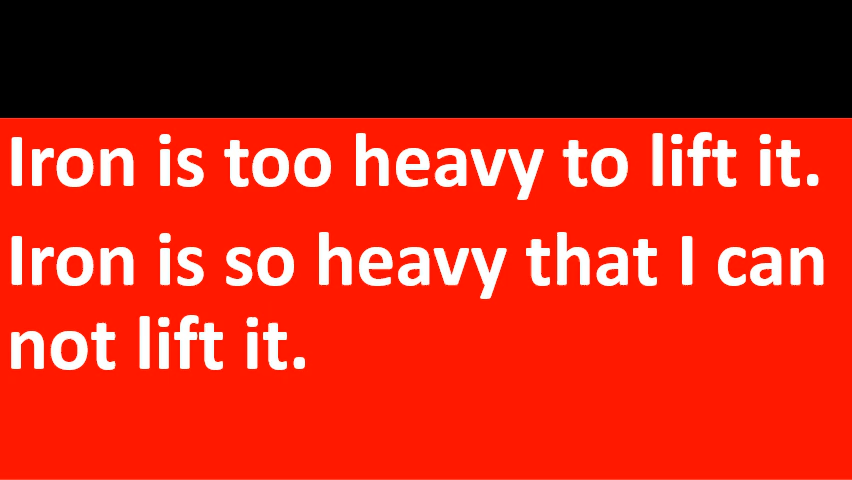 Iron is too heavy to lift it.
Iron is so heavy that I can
not lift it.